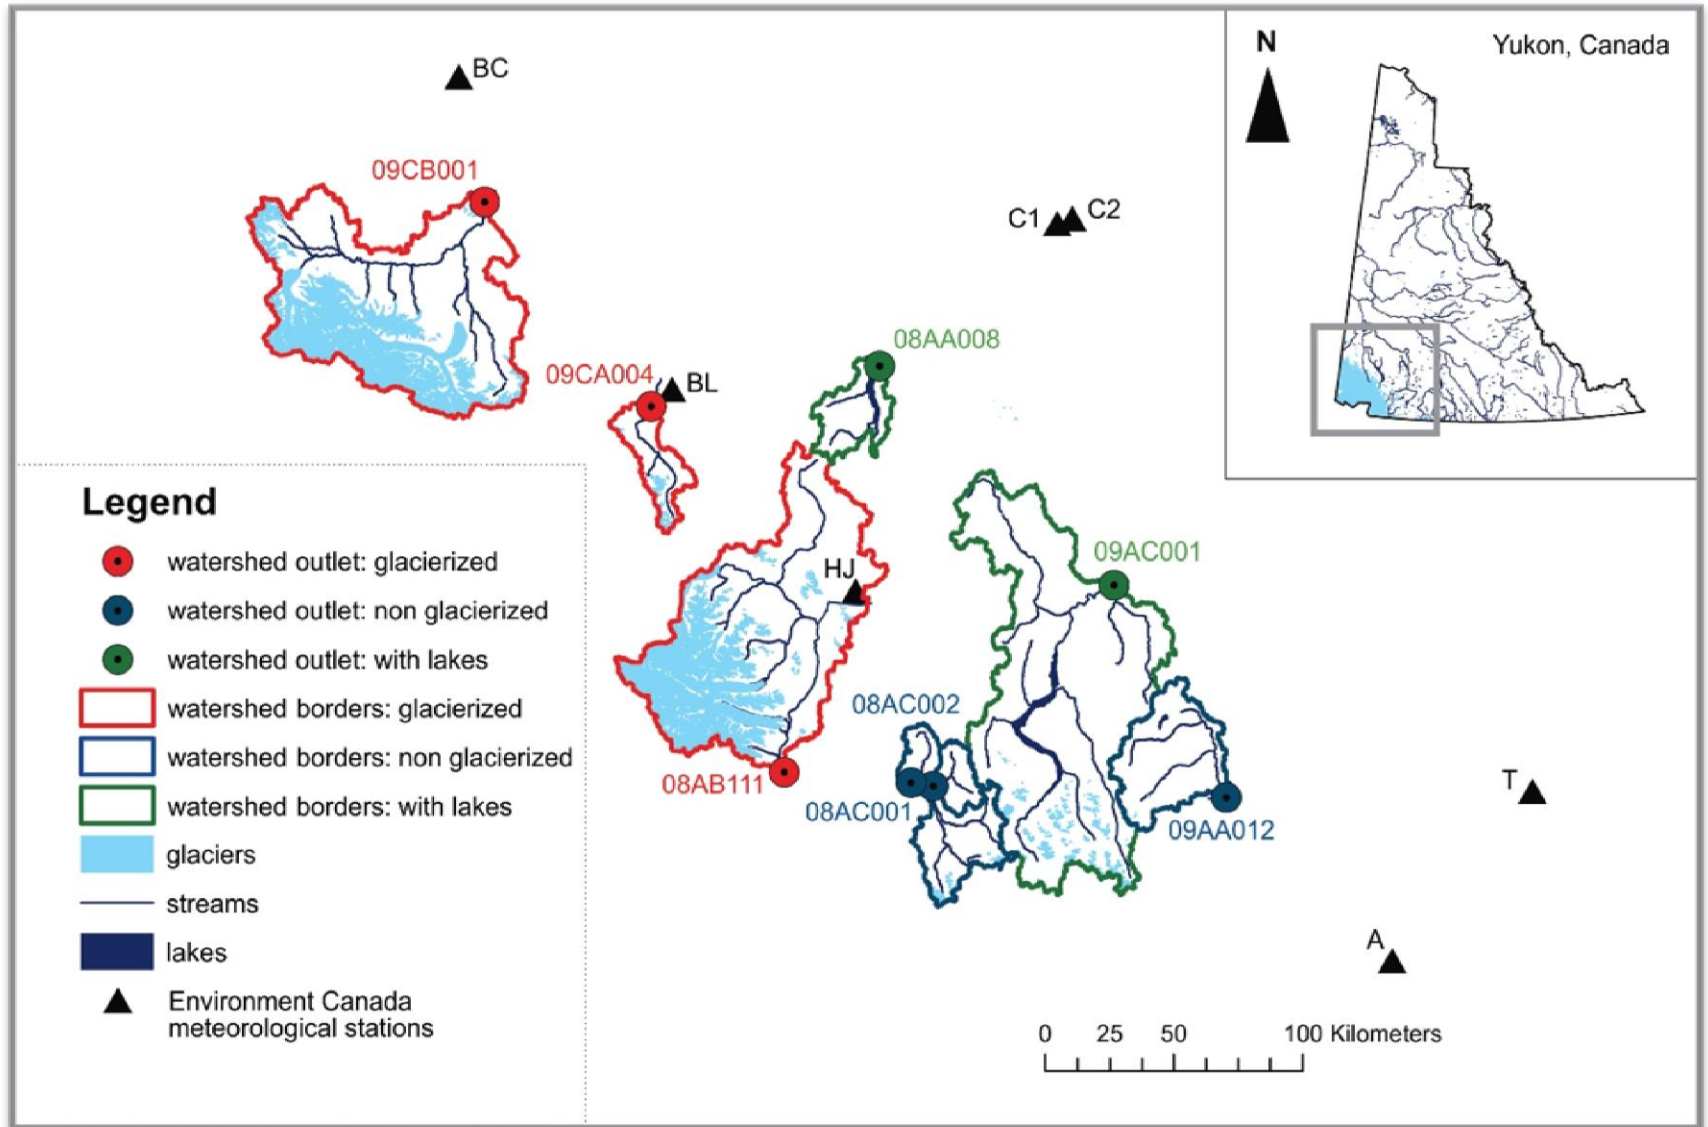 BC
N
Yukon, Canada
09CB001
C1
C2
08AA008
09CA004
BL
09AC001
HJ
08AC002
08AB111
08AC001
09AA012
T
A
Legend
watershed outlet: glacierized
watershed outlet: non glacierized
watershed outlet: with lakes
watershed borders: glacierized
watershed borders: non glacierized
watershed borders: with lakes
glaciers
streams
lakes
Environment Canada
meteorological stations
0 25 50 100 Kilometers